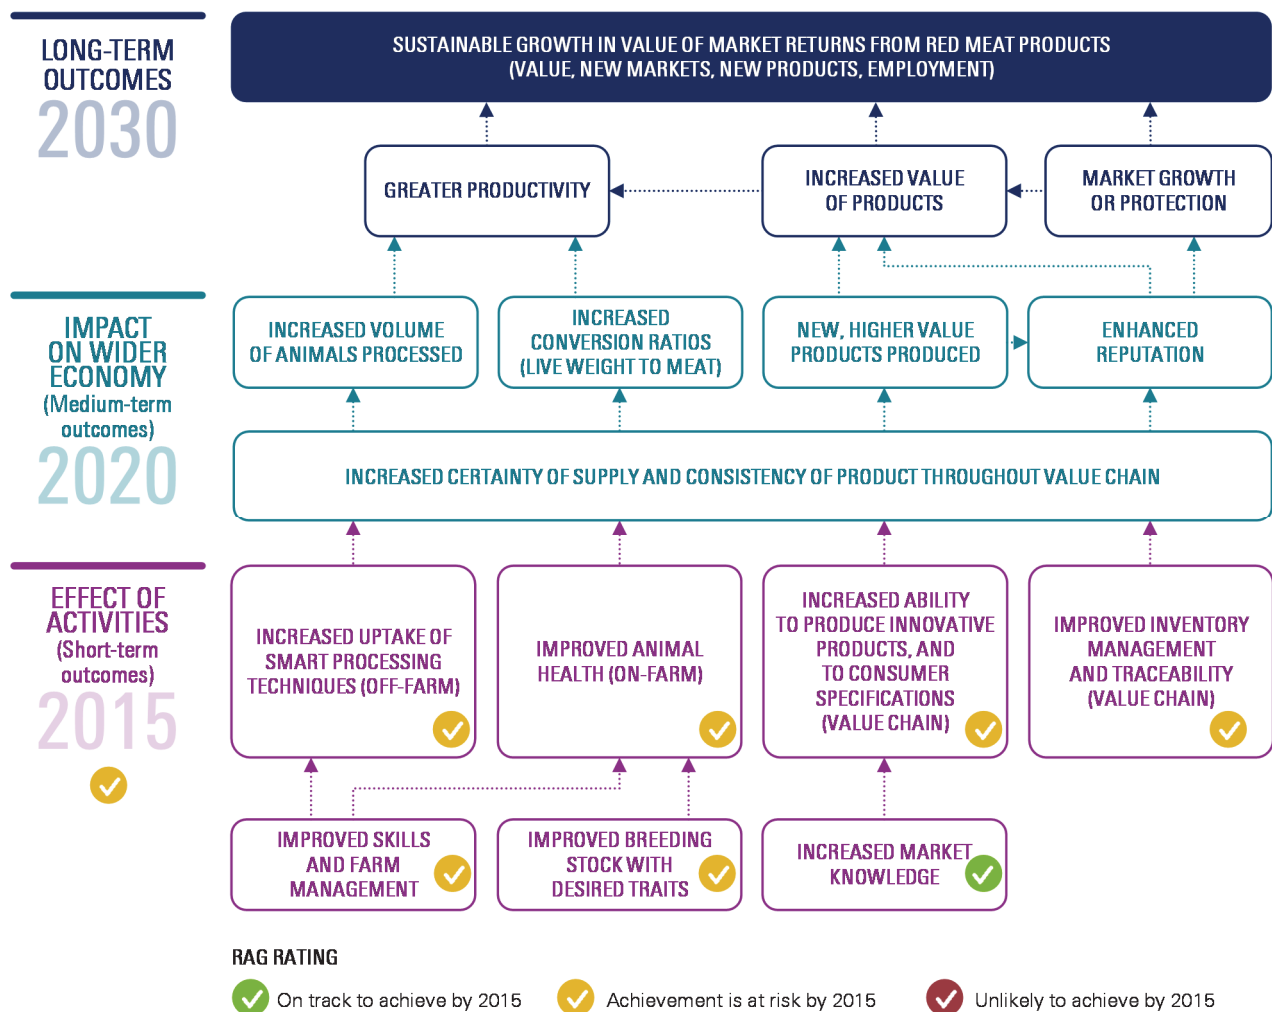 LONG-TERM
OUTCOMES
2030
SUSTAINABLE GROWTH IN VALUE OF MARKET RETURNS FROM RED MEAT PRODUCTS
(VALUE, NEW MARKETS, NEW PRODUCTS, EMPLOYMENT)
GREATER PRODUCTIVITY
INCREASED VALUE
OF PRODUCTS
MARKET GROWTH
OR PROTECTION
IMPACT
ON WIDER
ECONOMY
(Medium-term
outcomes)
2020
INCREASED VOLUME
OF ANIMALS PROCESSED
INCREASED
CONVERSION RATIOS
(LIVE WEIGHT TO MEAT)
NEW, HIGHER VALUE
PRODUCTS PRODUCED
ENHANCED
REPUTATION
INCREASED CERTAINTY OF SUPPLY AND CONSISTENCY OF PRODUCT THROUGHOUT VALUE CHAIN
EFFECT OF
ACTIVITIES
(Short-term
outcomes)
2015
INCREASED UPTAKE OF
SMART PROCESSING
TECHNIQUES (OFF-FARM)
IMPROVED ANIMAL
HEALTH (ON-FARM)
INCREASED ABILITY
TO PRODUCE INNOVATIVE
PRODUCTS, AND
TO CONSUMER
SPECIFICATIONS
(VALUE CHAIN)
IMPROVED INVENTORY
MANAGEMENT
AND TRACEABILITY
(VALUE CHAIN)
IMPROVED SKILLS
AND FARM
MANAGEMENT
IMPROVED BREEDING
STOCK WITH
DESIRED TRAITS
INCREASED MARKET
KNOWLEDGE
RAG RATING
On track to achieve by 2015
Achievement is at risk by 2015
Unlikely to achieve by 2015